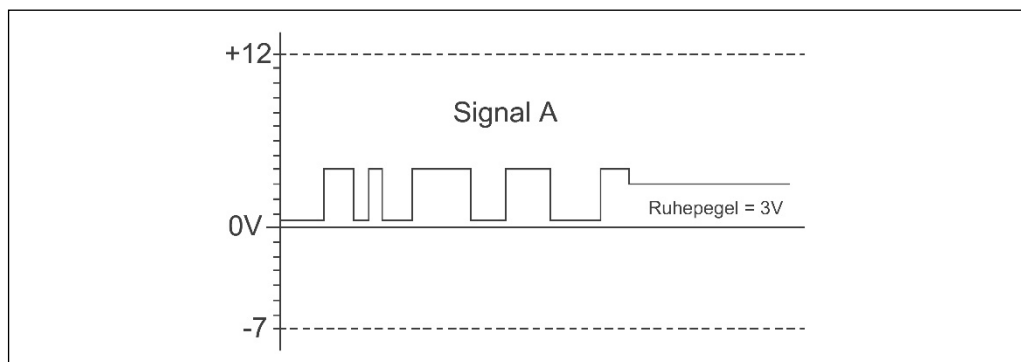 +12
Signal A
Ruhepegel = 3V
0V
-7